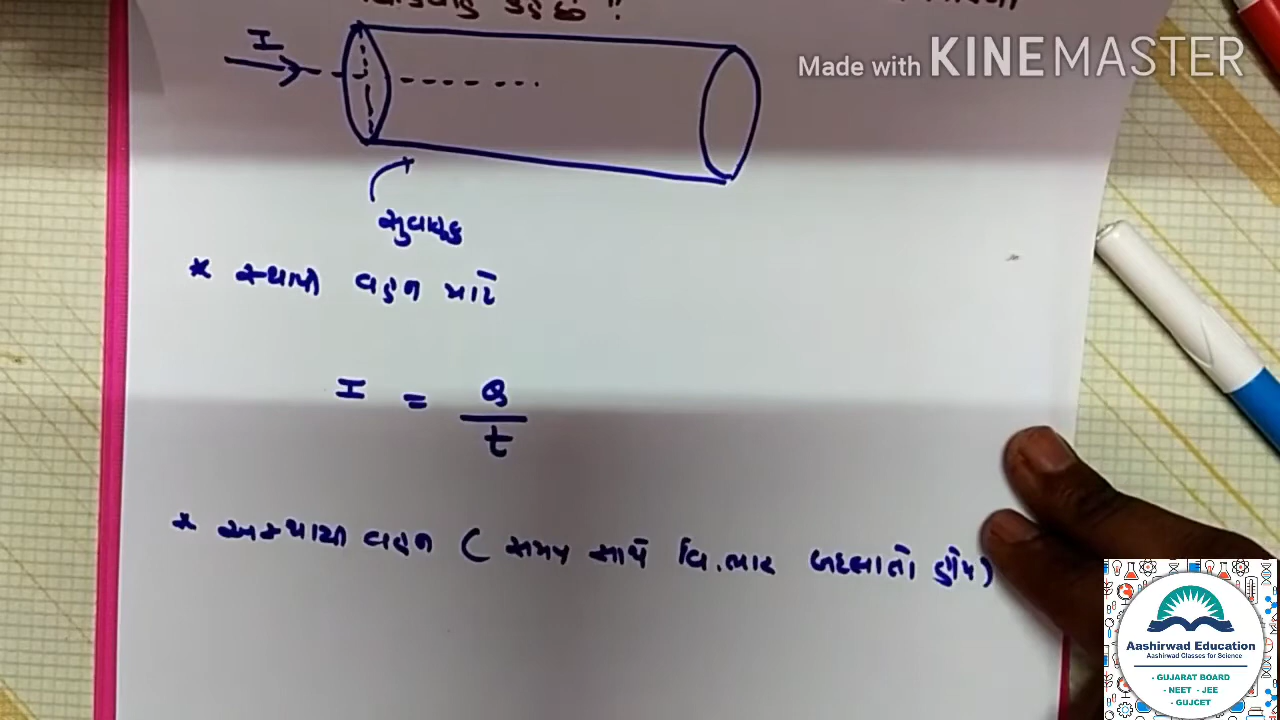 કહે છે"
I
Made with KINEMASTER
સુવાહક
* સ્થાયી વહન માટે
I = Q
t
* અસ્થાયી વહન ( સમય સાથે વિ.ભાર બદલાતો હોય)
Aashirwad Education
Aashirwad Classes for Science
- GUJARAT BOARD
- NEET - JEE
- GUJCET